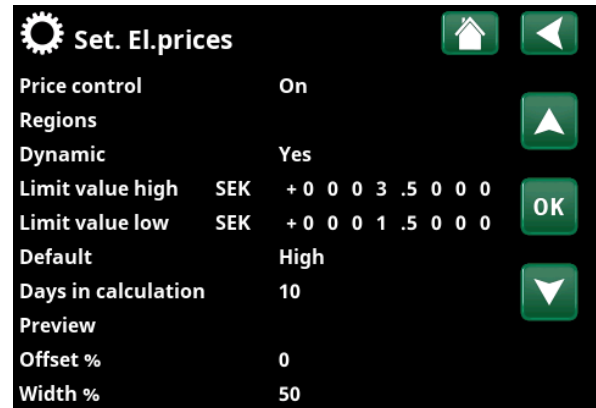 Set. El.prices
Price control On
Regions
Dynamic Yes
Limit value high SEK + 0 0 0 3 .5 0 0 0
Limit value low SEK + 0 0 0 1 .5 0 0 0
OK
Default High
Days in calculation 10
Preview
Offset % 0
Width % 50